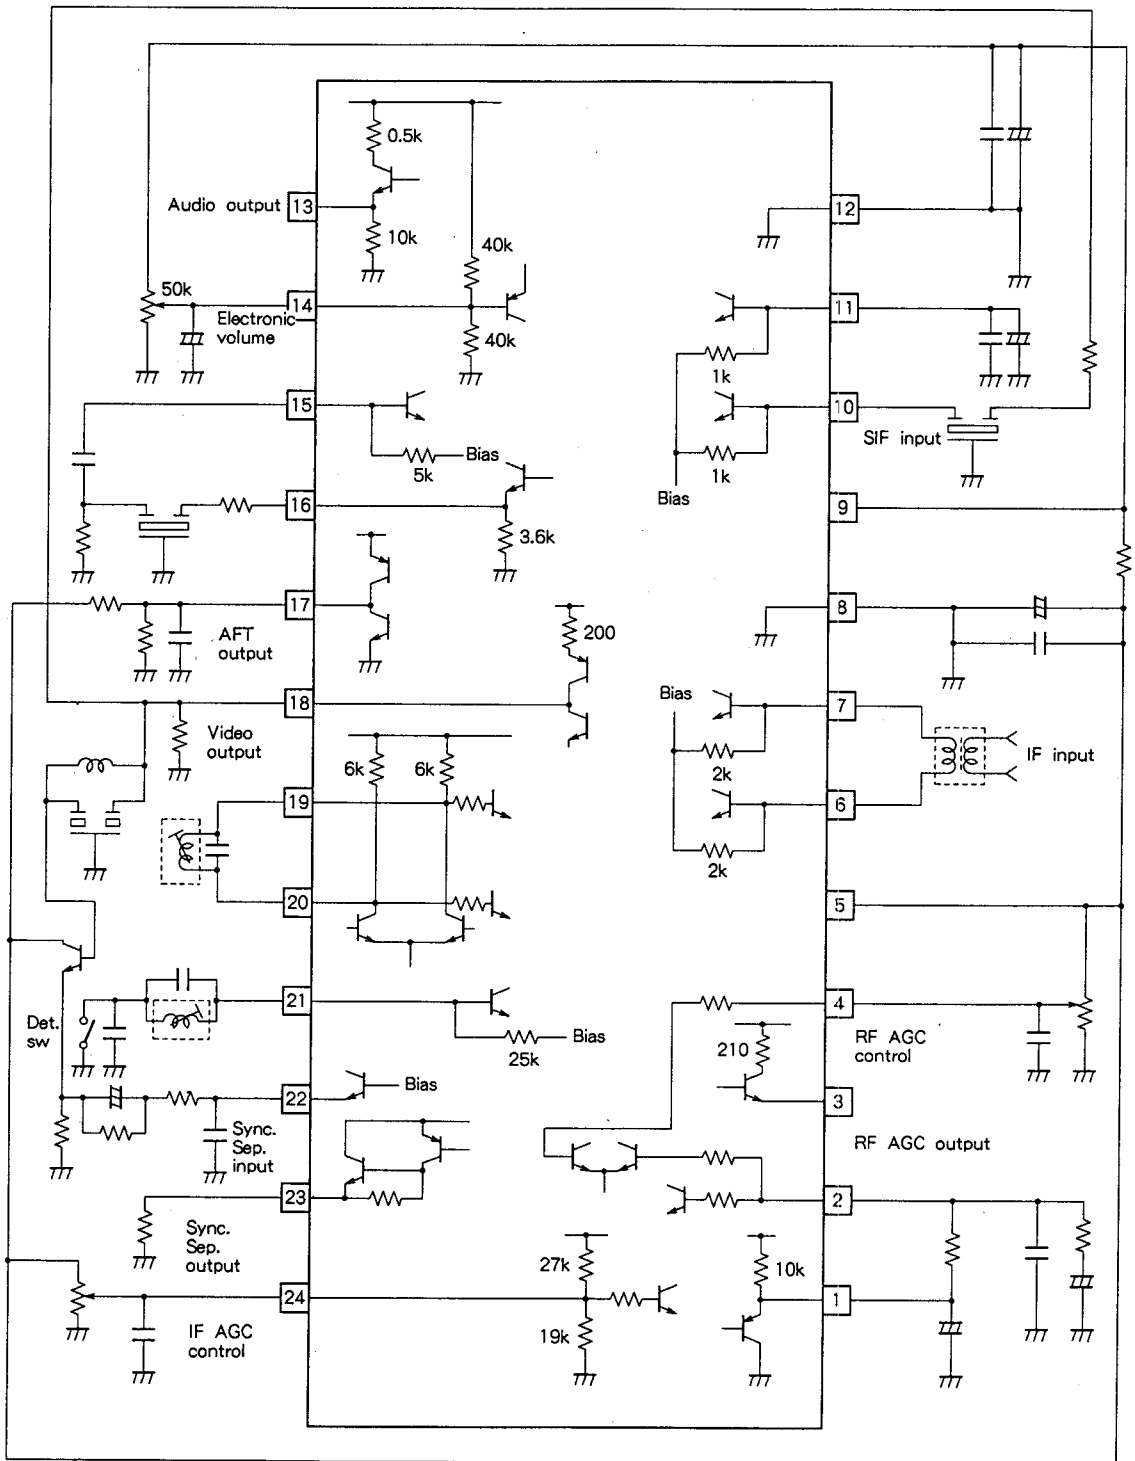 0.5k
Audio output
13
12
10k
40k
50k
14
11
Electronic
volume
40k
1k
15
10
SIF input
Bias
5k
1k
Bias
16
9
3.6k
17
8
AFT
output
200
18
Bias
7
Video
output
IF input
6k
6k
2k
19
6
2k
20
5
21
4
Det.
sw
Bias
25k
RF AGC
control
210
22
Bias
3
Sync.
Sep.
input
RF AGC output
23
2
Sync.
Sep.
output
27k
10k
24
1
IF AGC
control
19k